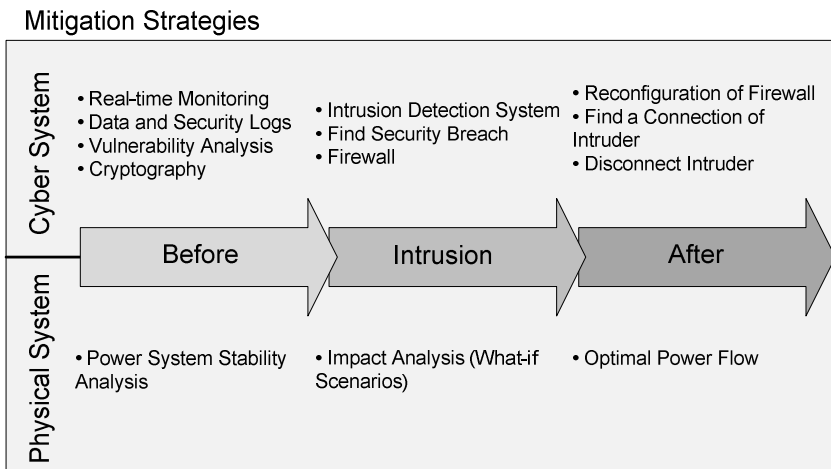 Mitigation Strategies
Cyber System
• Real-time Monitoring
• Data and Security Logs
• Vulnerability Analysis
• Cryptography
• Intrusion Detection System
• Find Security Breach
• Firewall
• Reconfiguration of Firewall
• Find a Connection of
Intruder
• Disconnect Intruder
Before
Intrusion
After
Physical System
• Power System Stability
Analysis
• Impact Analysis (What-if
Scenarios)
• Optimal Power Flow